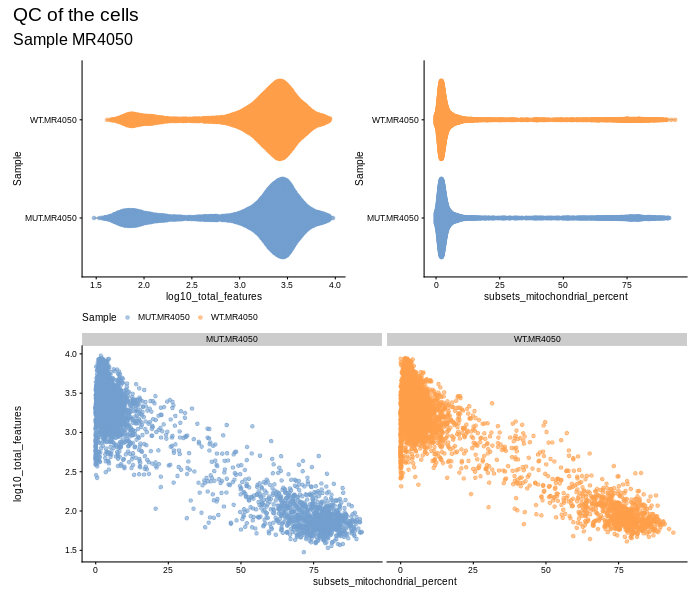 QC of the cells
Sample MR4050
Sample
WT.MR4050
MUT.MR4050
1.5 2.0 2.5 3.0 3.5 4.0
log10_total_features
Sample
WT.MR4050
MUT.MR4050
0 25 50 75
subsets_mitochondrial_percent
Sample MUT.MR4050 WT.MR4050
MUT.MR4050 WT.MR4050
log10_total_features
4.0
3.5
3.0
2.5
2.0
1.5
0 25 50 75 0 25 50 75
subsets_mitochondrial_percent